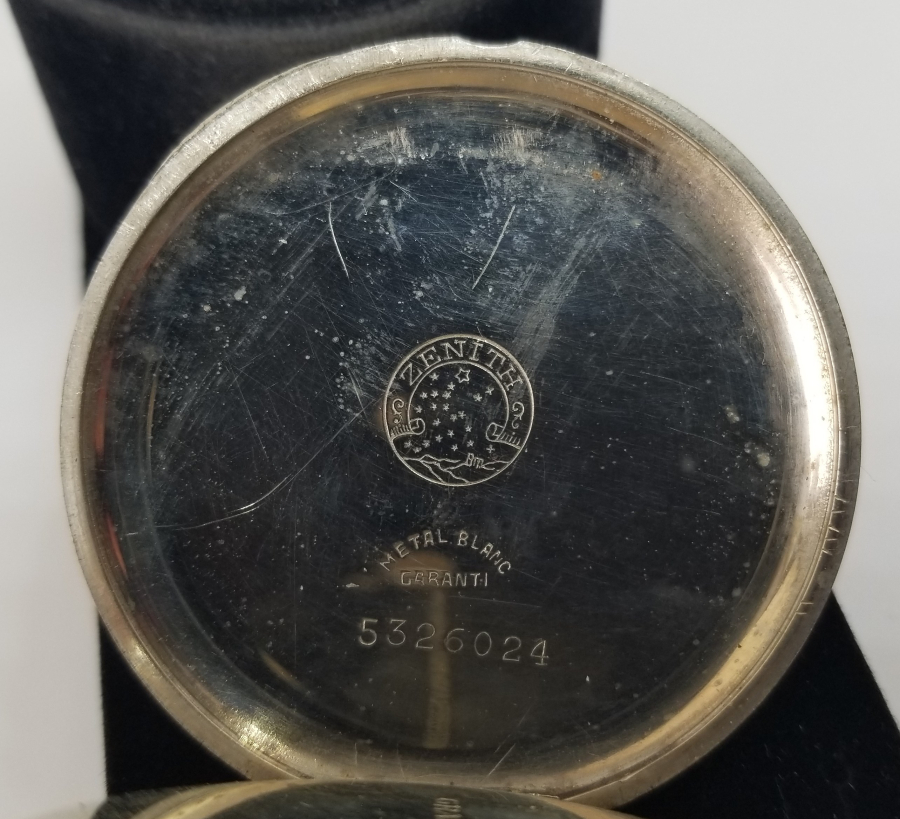 ZENITH
METAL BLANC
GARANTI
5326024